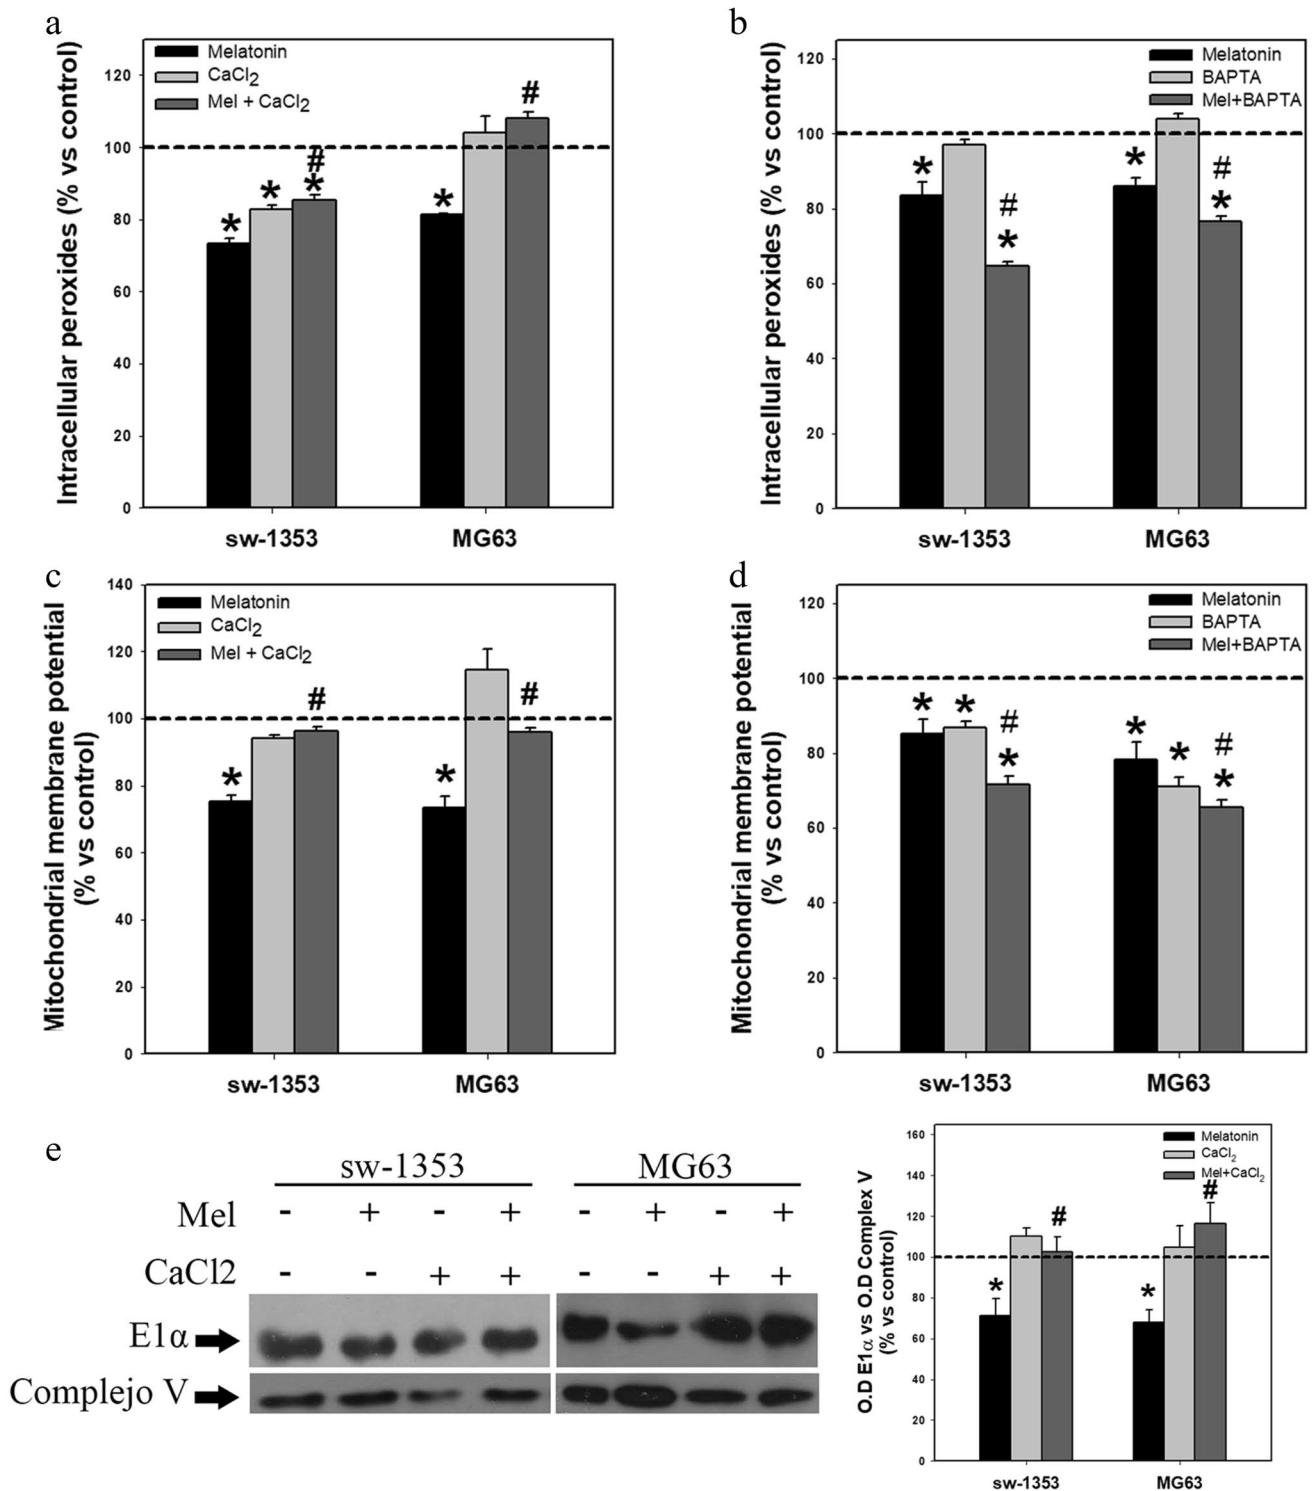 a
Intracellular peroxides (% vs control)
Melatonin
CaCl2
Mel + CaCl2
120
100
80
60
40
20
0
*
*
#
*
*
#
sw-1353 MG63
b
Intracellular peroxides (% vs control)
Melatonin
BAPTA
Mel+BAPTA
120
100
80
60
40
20
0
*
#
*
*
#
*
sw-1353 MG63
c
Mitochondrial membrane potential
(% vs control)
Melatonin
CaCl2
Mel + CaCl2
140
120
100
80
60
40
20
0
*
#
*
#
sw-1353 MG63
d
Mitochondrial membrane potential
(% vs control)
Melatonin
BAPTA
Mel+BAPTA
120
100
80
60
40
20
0
*
*
#
*
*
*
#
*
sw-1353 MG63
e
sw-1353 MG63
Mel - + - + - + - +
CaCl2 - - + + - - + +
E1α
Complejo V
O.D E1α vs O.D Complex V
(% vs control)
Melatonin
CaCl2
Mel+CaCl2
160
140
120
100
80
60
40
20
0
*
#
*
#
sw-1353 MG63